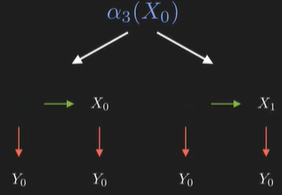 α₃(X₀)
X₀ X₁
Y₀ Y₀ Y₀ Y₀